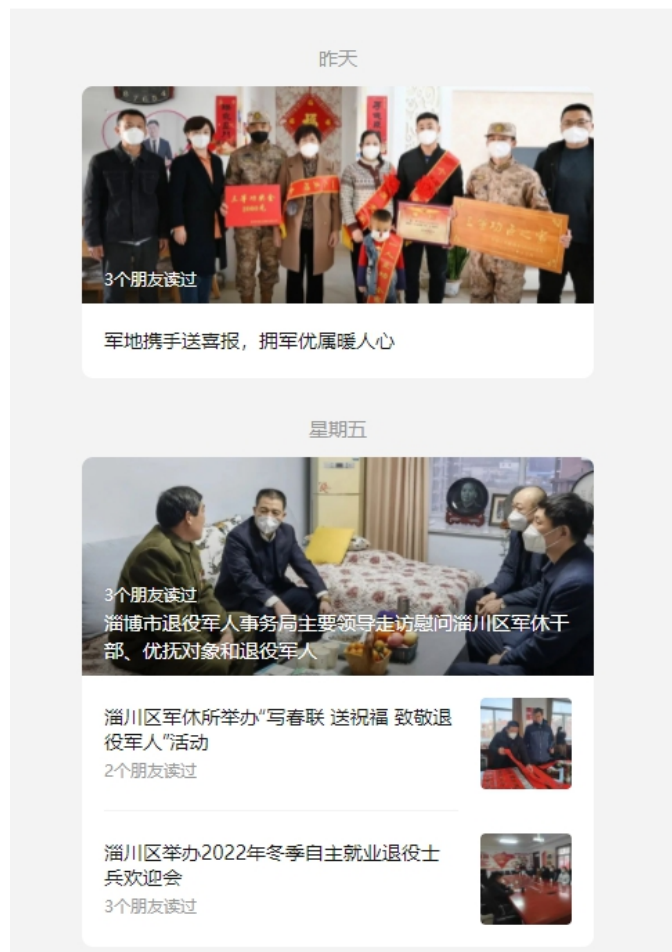 昨天
三等功奖金
3个朋友读过
军地携手送喜报，拥军优属暖人心
星期五
3个朋友读过
淄博市退役军人事务局主要领导走访慰问淄川区军休干
部、优抚对象和退役军人
淄川区军休所举办“写春联 送祝福 致敬退
役军人”活动
2个朋友读过
淄川区举办2022年冬季自主就业退役士
兵欢迎会
3个朋友读过